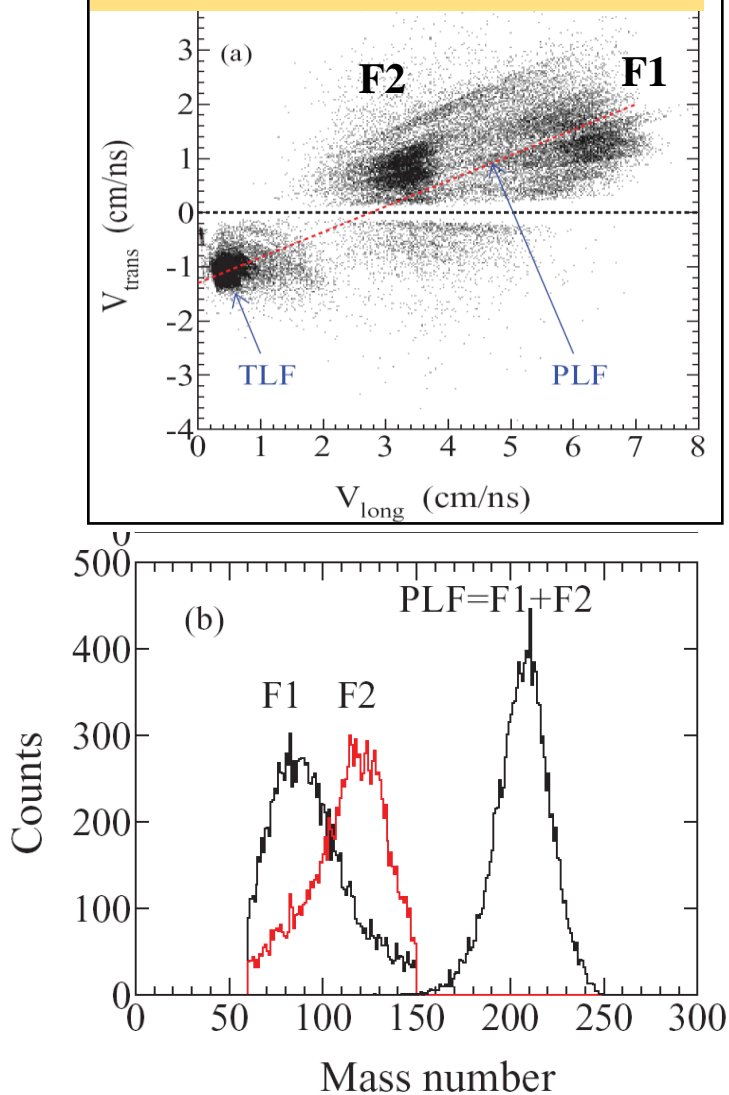 (a)
F2
F1
3
2
1
0
-1
-2
-3
-4
V_trans (cm/ns)
TLF
PLF
0 1 2 3 4 5 6 7 8
V_long (cm/ns)
0
500
400
300
200
100
0
Counts
(b)
PLF=F1+F2
F1
F2
0 50 100 150 200 250 300
Mass number